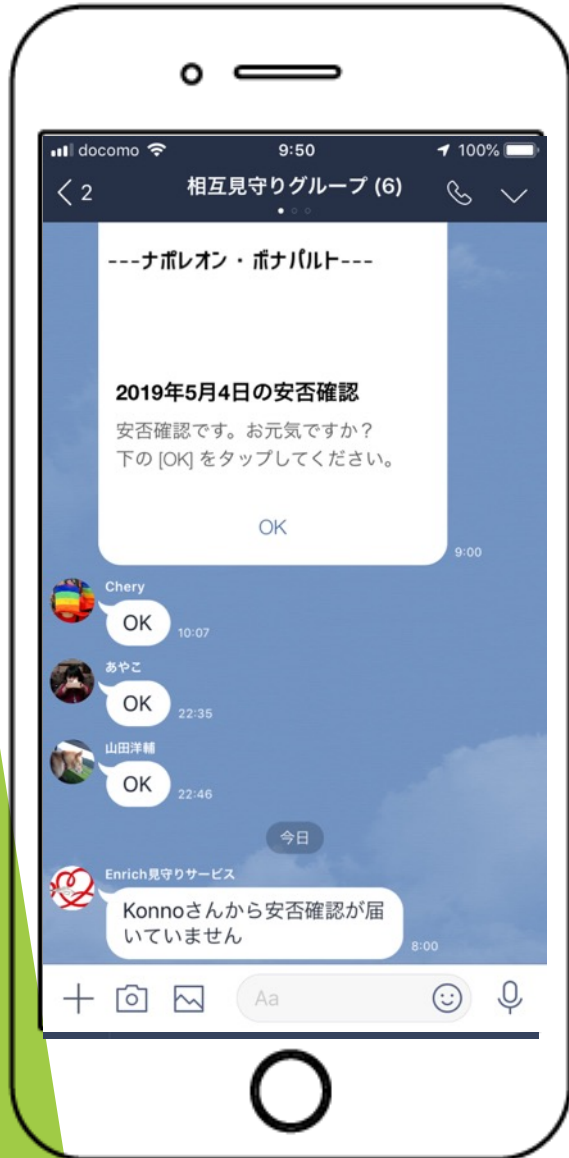 docomo 9:50 100%
2 相互見守りグループ (6)
---ナポレオン・ボナパルト---
2019年5月4日の安否確認
安否確認です。お元気ですか？
下の [OK] をタップしてください。
OK
9:00
Chery
OK 10:07
あやこ
OK 22:35
山田洋輔
OK 22:46
今日
Enrich見守りサービス
Konnoさんから安否確認が届
いていません 8:00
Aa